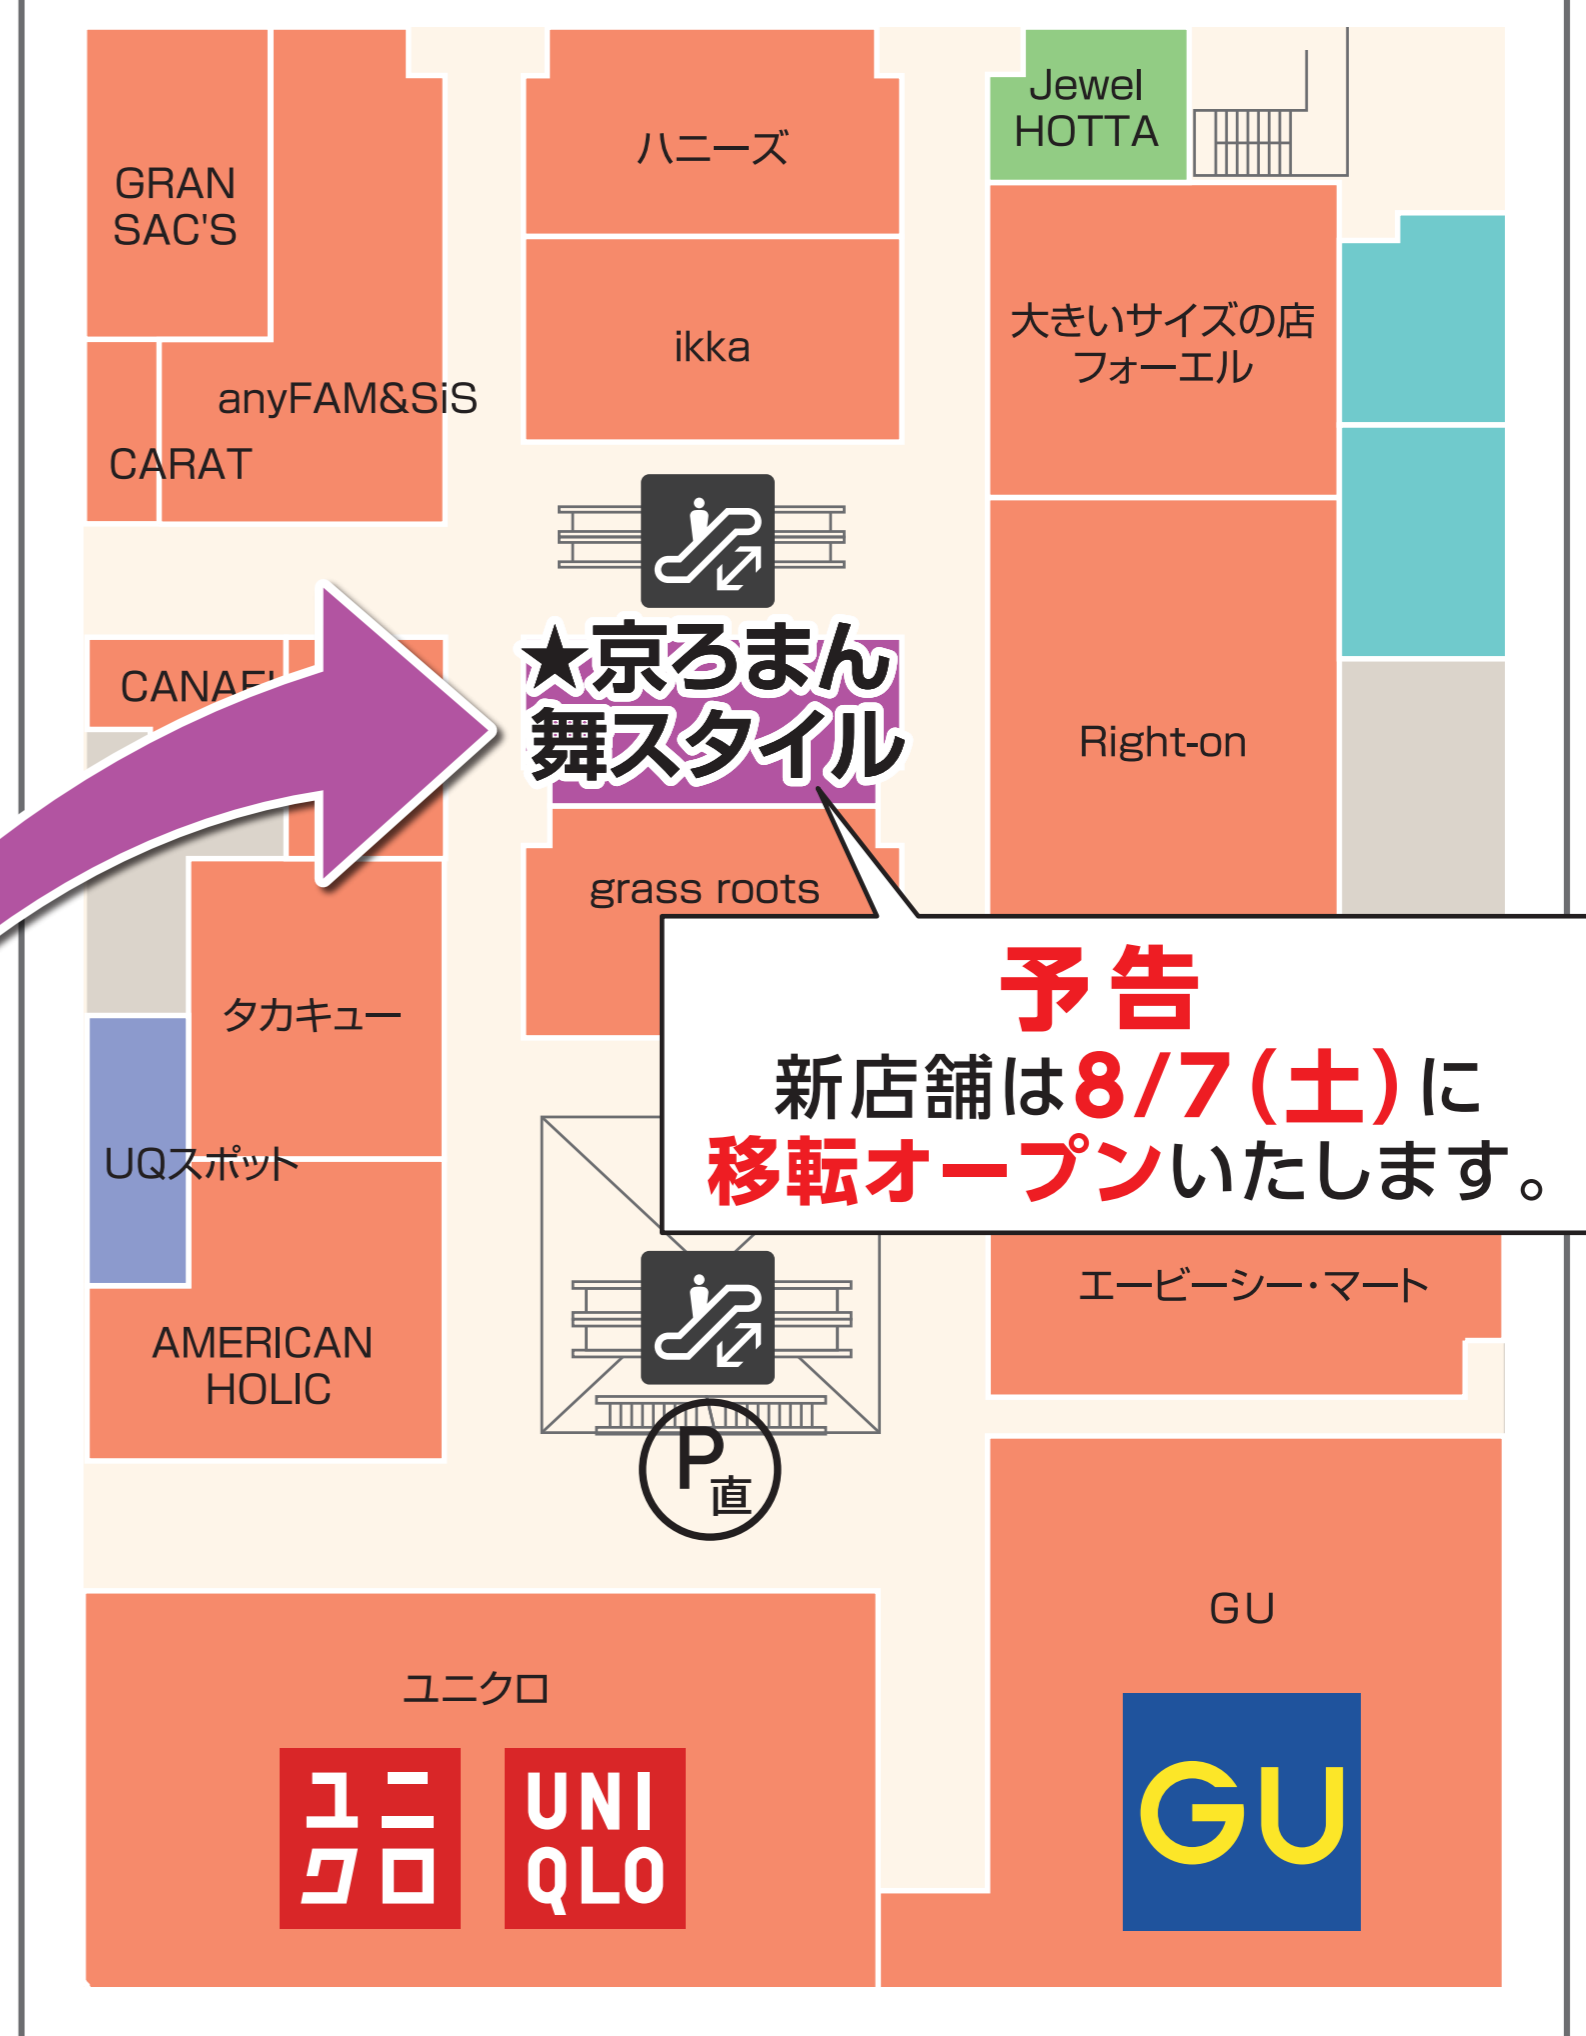 GRAN
SAC'S
ハニーズ
Jewel
HOTTA
ikka
大きいサイズの店
フォーエル
anyFAM&SiS
CARAT
★京ろまん
舞スタイル
Right-on
grass roots
タカキュー
予告
新店舗は8/7(土)に
移転オープンいたします。
UQスポット
エービーシー・マート
AMERICAN
HOLIC
P直
GU
ユニクロ
ユニ
クロ
UNI
QLO
GU